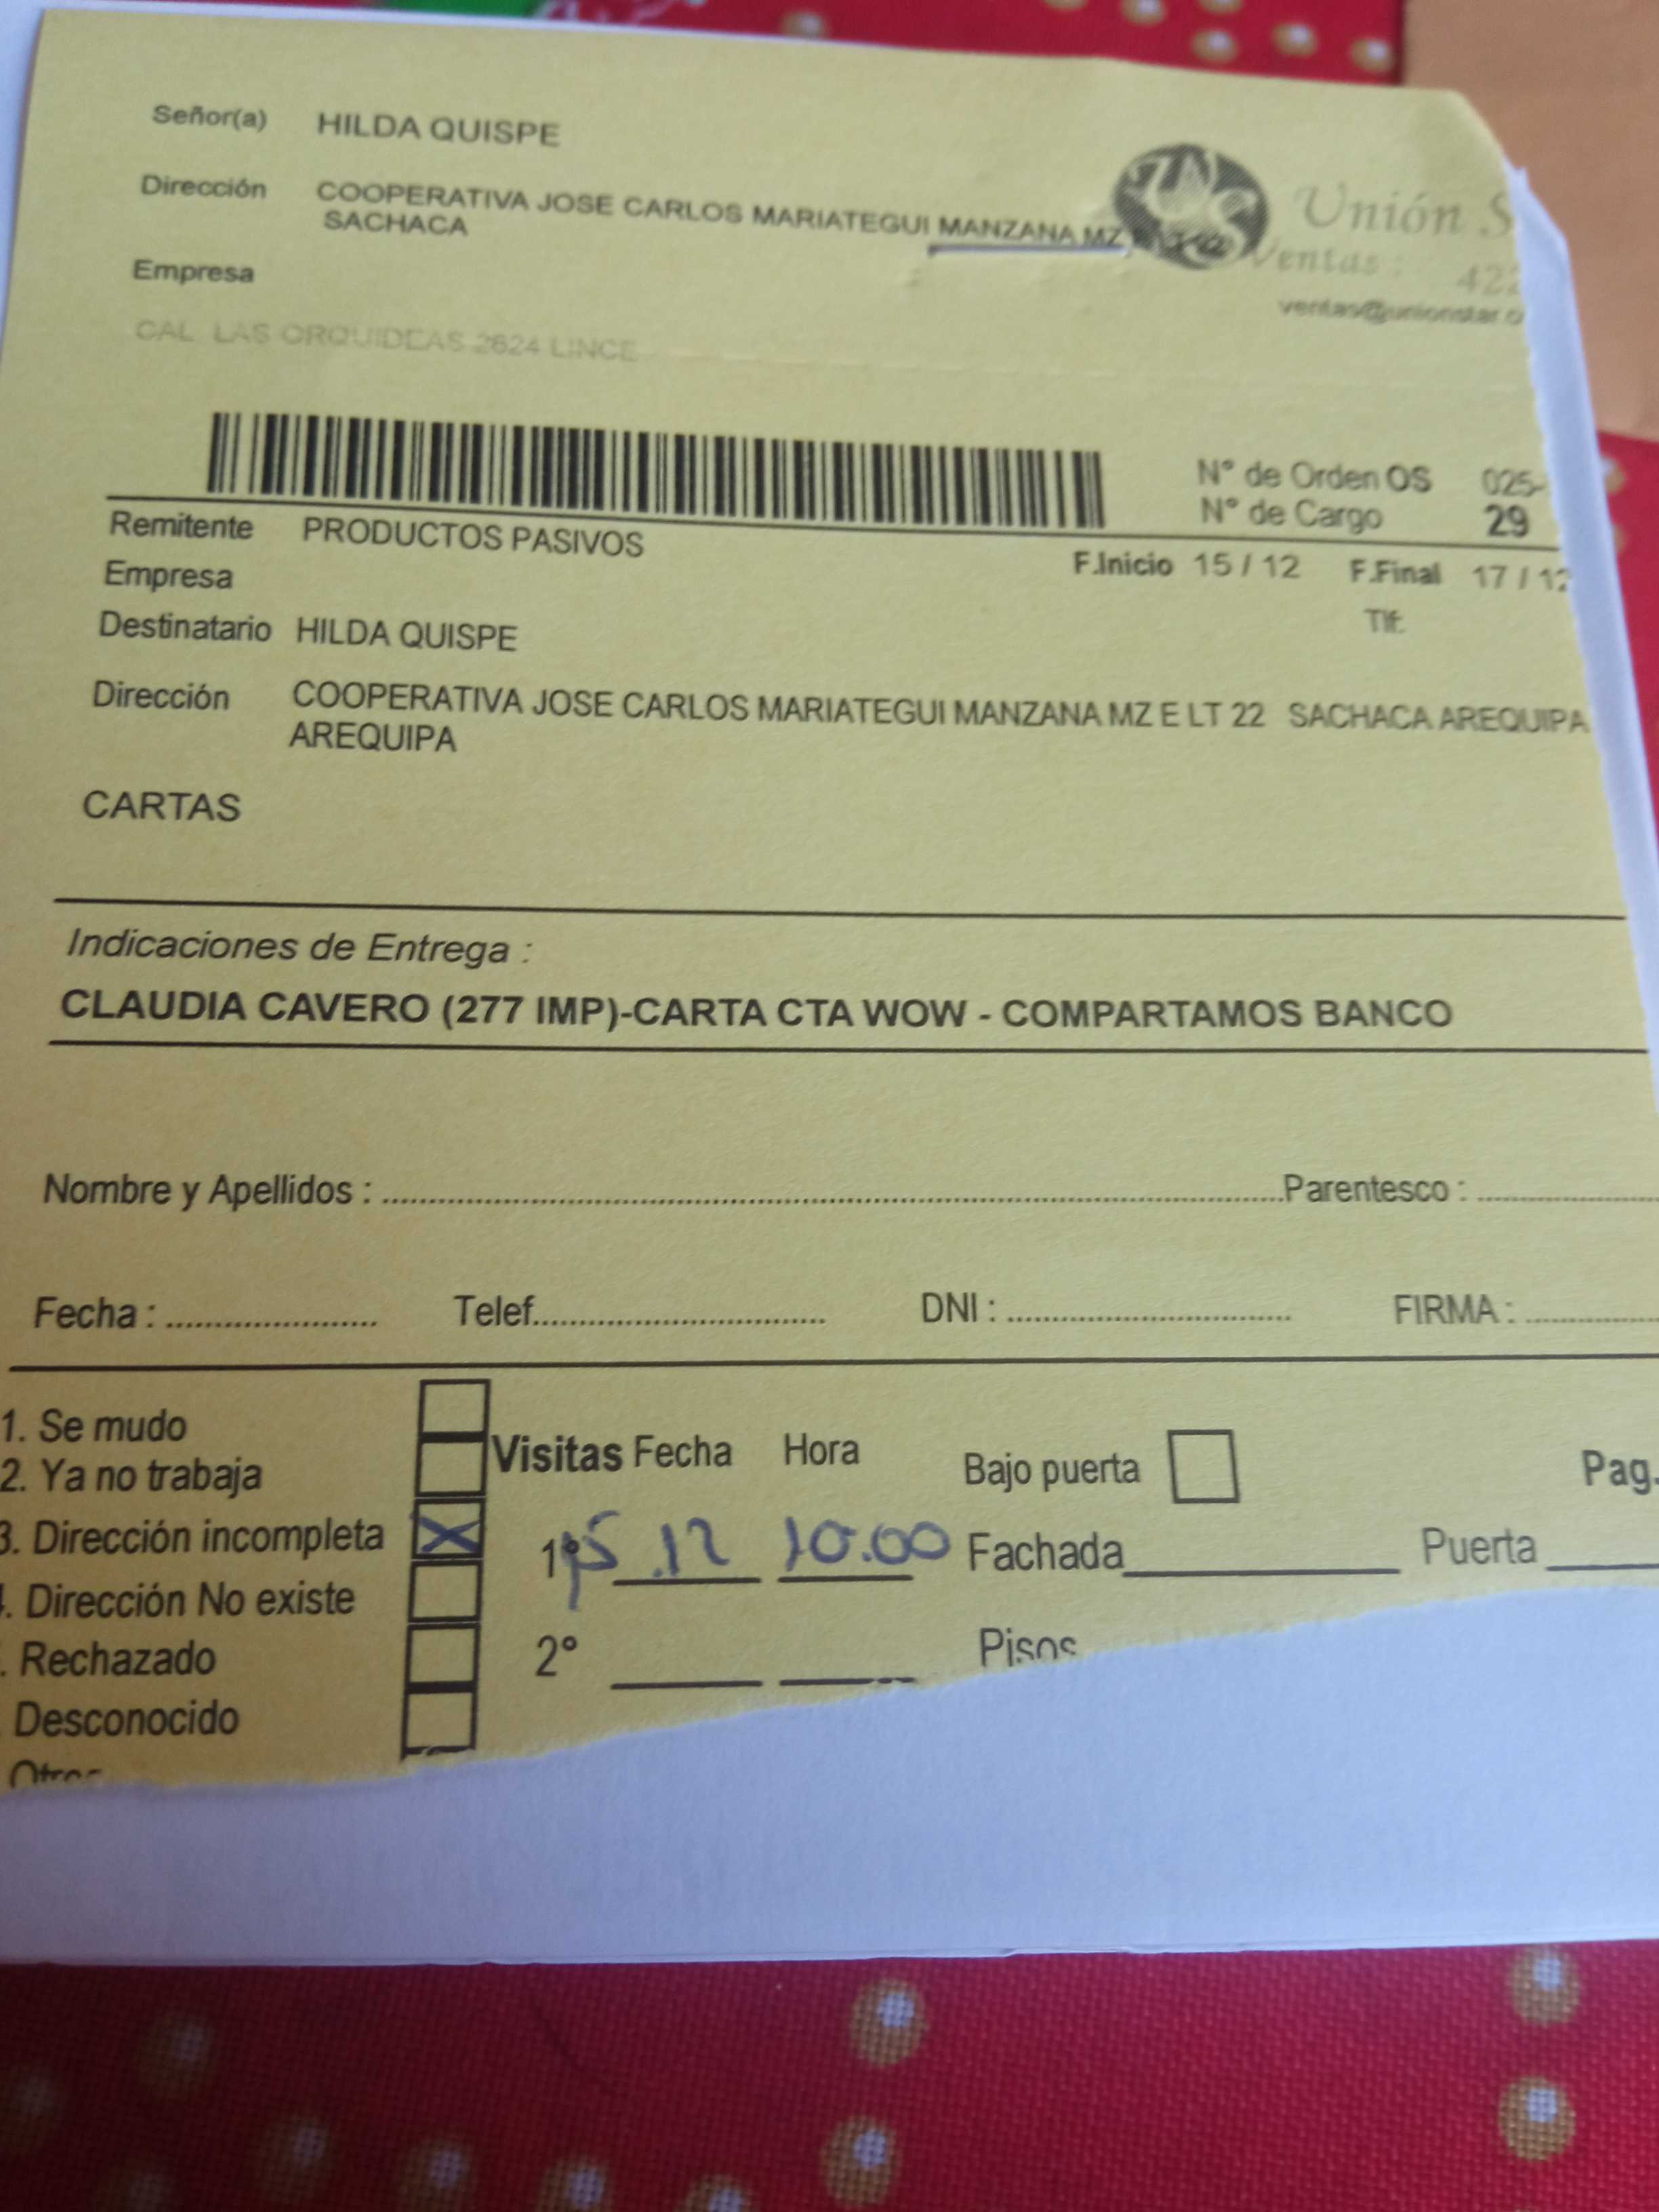 Señor(a) HILDA QUISPE
Dirección COOPERATIVA JOSE CARLOS MARIATEGUI MANZANA MZ
SACHACA
Unión S
Ventas : 422
ventas@unionstar.c
Empresa
CAL LAS ORQUIDEAS 2624 LINCE
N° de Orden OS 025-
N° de Cargo 29
Remitente PRODUCTOS PASIVOS
F.Inicio 15 / 12 F.Final 17 / 12
Empresa
Tlf:
Destinatario HILDA QUISPE
Dirección COOPERATIVA JOSE CARLOS MARIATEGUI MANZANA MZ E LT 22 SACHACA AREQUIPA
AREQUIPA
CARTAS
Indicaciones de Entrega :
CLAUDIA CAVERO (277 IMP)-CARTA CTA WOW - COMPARTAMOS BANCO
Nombre y Apellidos : Parentesco :
Fecha : Telef. DNI : FIRMA :
1. Se mudo
2. Ya no trabaja
3. Dirección incompleta X
4. Dirección No existe
. Rechazado
Desconocido
Otros
Visitas Fecha Hora
1° 15.12 10.00
2°
Bajo puerta
Pag.
Fachada Puerta
Pisos